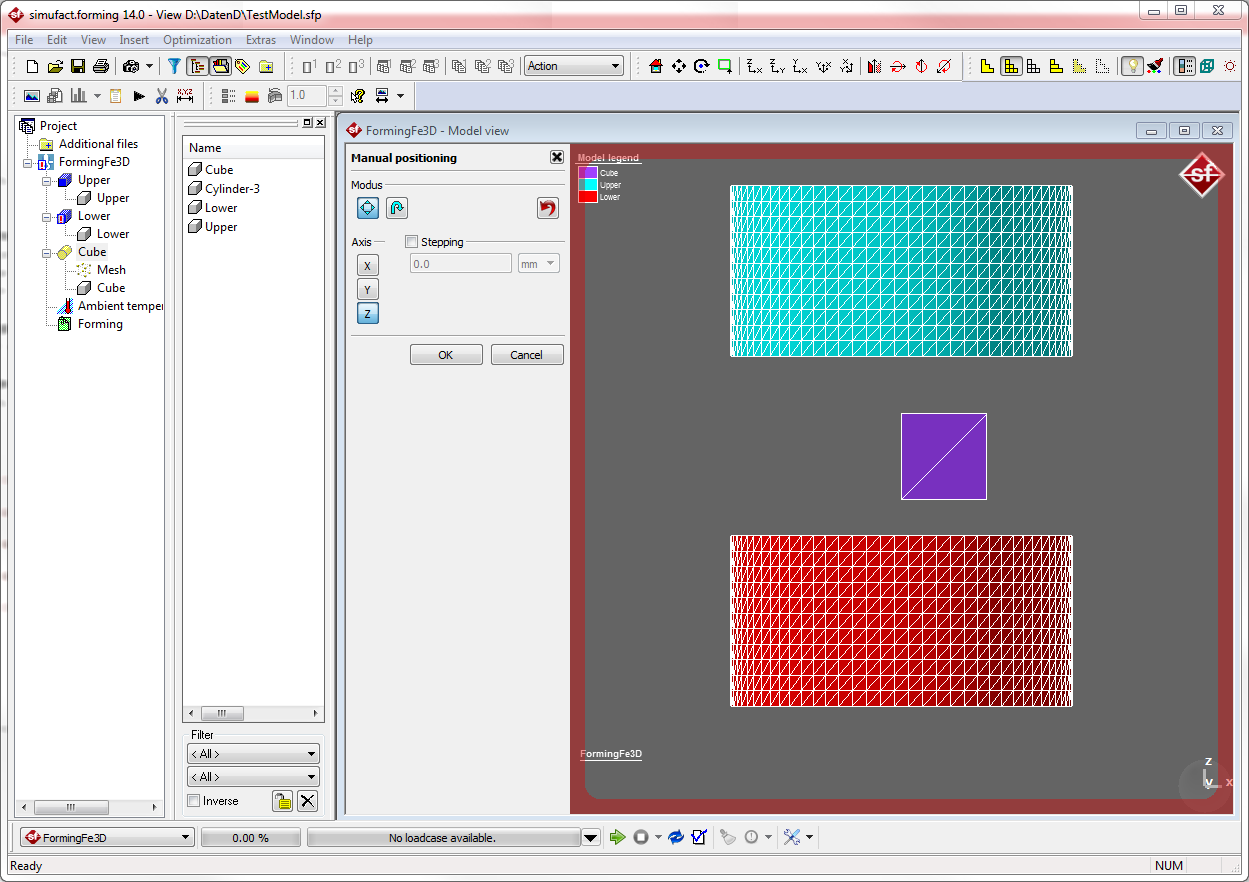 simufact.forming 14.0 - View D:\DatenD\TestModel.sfp
File Edit View Insert Optimization Extras Window Help
Action
1.0
Project
Additional files
FormingFe3D
Upper
Upper
Lower
Lower
Cube
Mesh
Cube
Ambient temper
Forming
Name
Cube
Cylinder-3
Lower
Upper
Filter
< All >
< All >
Inverse
FormingFe3D - Model view
Manual positioning
Modus
Axis
Stepping
X
0.0
mm
Y
Z
OK
Cancel
Model legend
Cube
Upper
Lower
sf
FormingFe3D
z
y
x
FormingFe3D
0.00 %
No loadcase available.
Ready
NUM